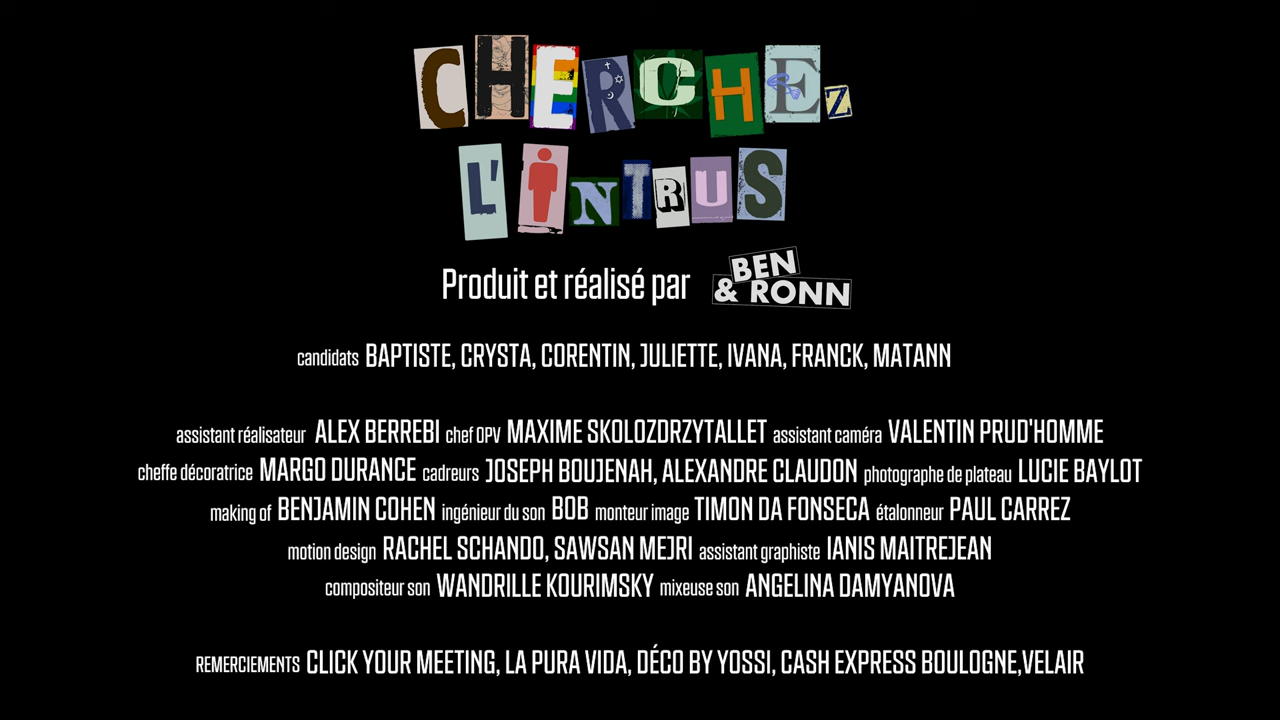 CHERCHEZ
L'INTRUS
Produit et réalisé par BEN & RONN
candidats BAPTISTE, CRYSTA, CORENTIN, JULIETTE, IVANA, FRANCK, MATANN
assistant réalisateur ALEX BERREBI chef OPV MAXIME SKOLOZDRZYTALLET assistant caméra VALENTIN PRUD'HOMME
cheffe décoratrice MARGO DURANCE cadreurs JOSEPH BOUJENAH, ALEXANDRE CLAUDON photographe de plateau LUCIE BAYLOT
making of BENJAMIN COHEN ingénieur du son BOB monteur image TIMON DA FONSECA étalonneur PAUL CARREZ
motion design RACHEL SCHANDO, SAWSAN MEJRI assistant graphiste IANIS MAITREJEAN
compositeur son WANDRILLE KOURIMSKY mixeuse son ANGELINA DAMYANOVA
REMERCIEMENTS CLICK YOUR MEETING, LA PURA VIDA, DÉCO BY YOSSI, CASH EXPRESS BOULOGNE,VELAIR